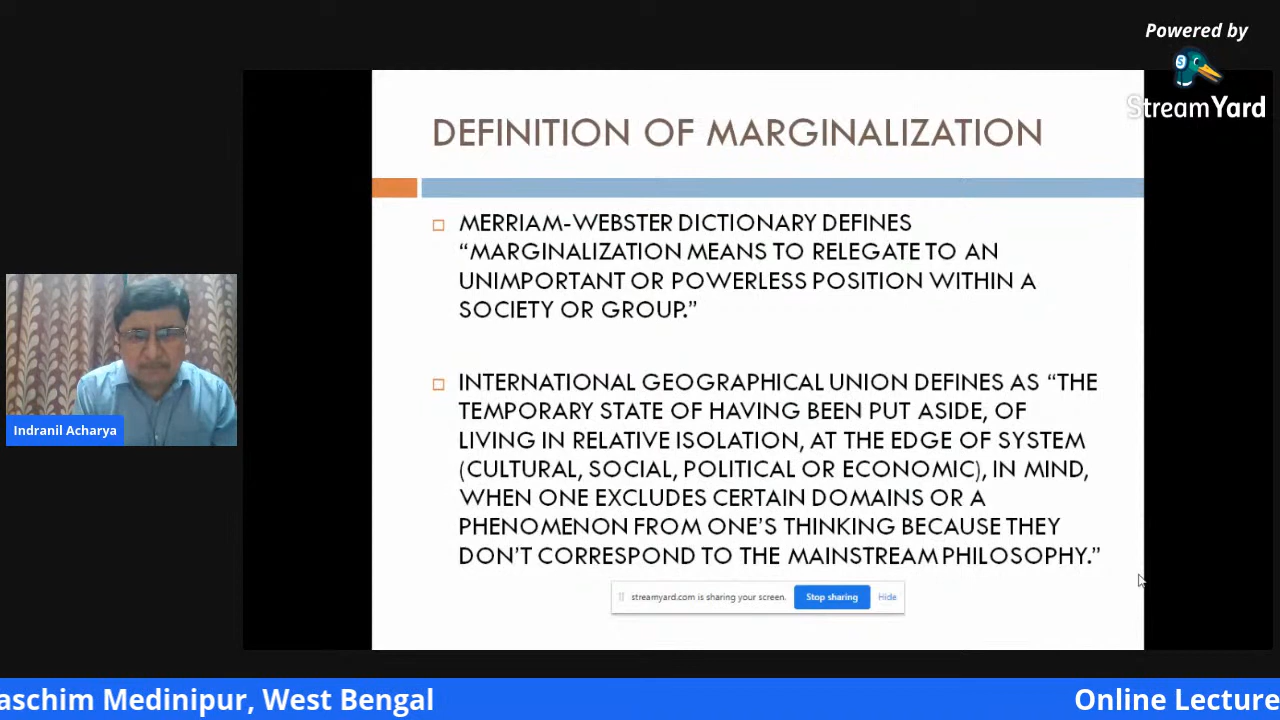 Powered by
StreamYard
DEFINITION OF MARGINALIZATION
MERRIAM-WEBSTER DICTIONARY DEFINES
“MARGINALIZATION MEANS TO RELEGATE TO AN
UNIMPORTANT OR POWERLESS POSITION WITHIN A
SOCIETY OR GROUP.”
INTERNATIONAL GEOGRAPHICAL UNION DEFINES AS “THE
TEMPORARY STATE OF HAVING BEEN PUT ASIDE, OF
LIVING IN RELATIVE ISOLATION, AT THE EDGE OF SYSTEM
(CULTURAL, SOCIAL, POLITICAL OR ECONOMIC), IN MIND,
WHEN ONE EXCLUDES CERTAIN DOMAINS OR A
PHENOMENON FROM ONE’S THINKING BECAUSE THEY
DON’T CORRESPOND TO THE MAINSTREAM PHILOSOPHY.”
Indranil Acharya
streamyard.com is sharing your screen. Stop sharing Hide
aschim Medinipur, West Bengal Online Lecture